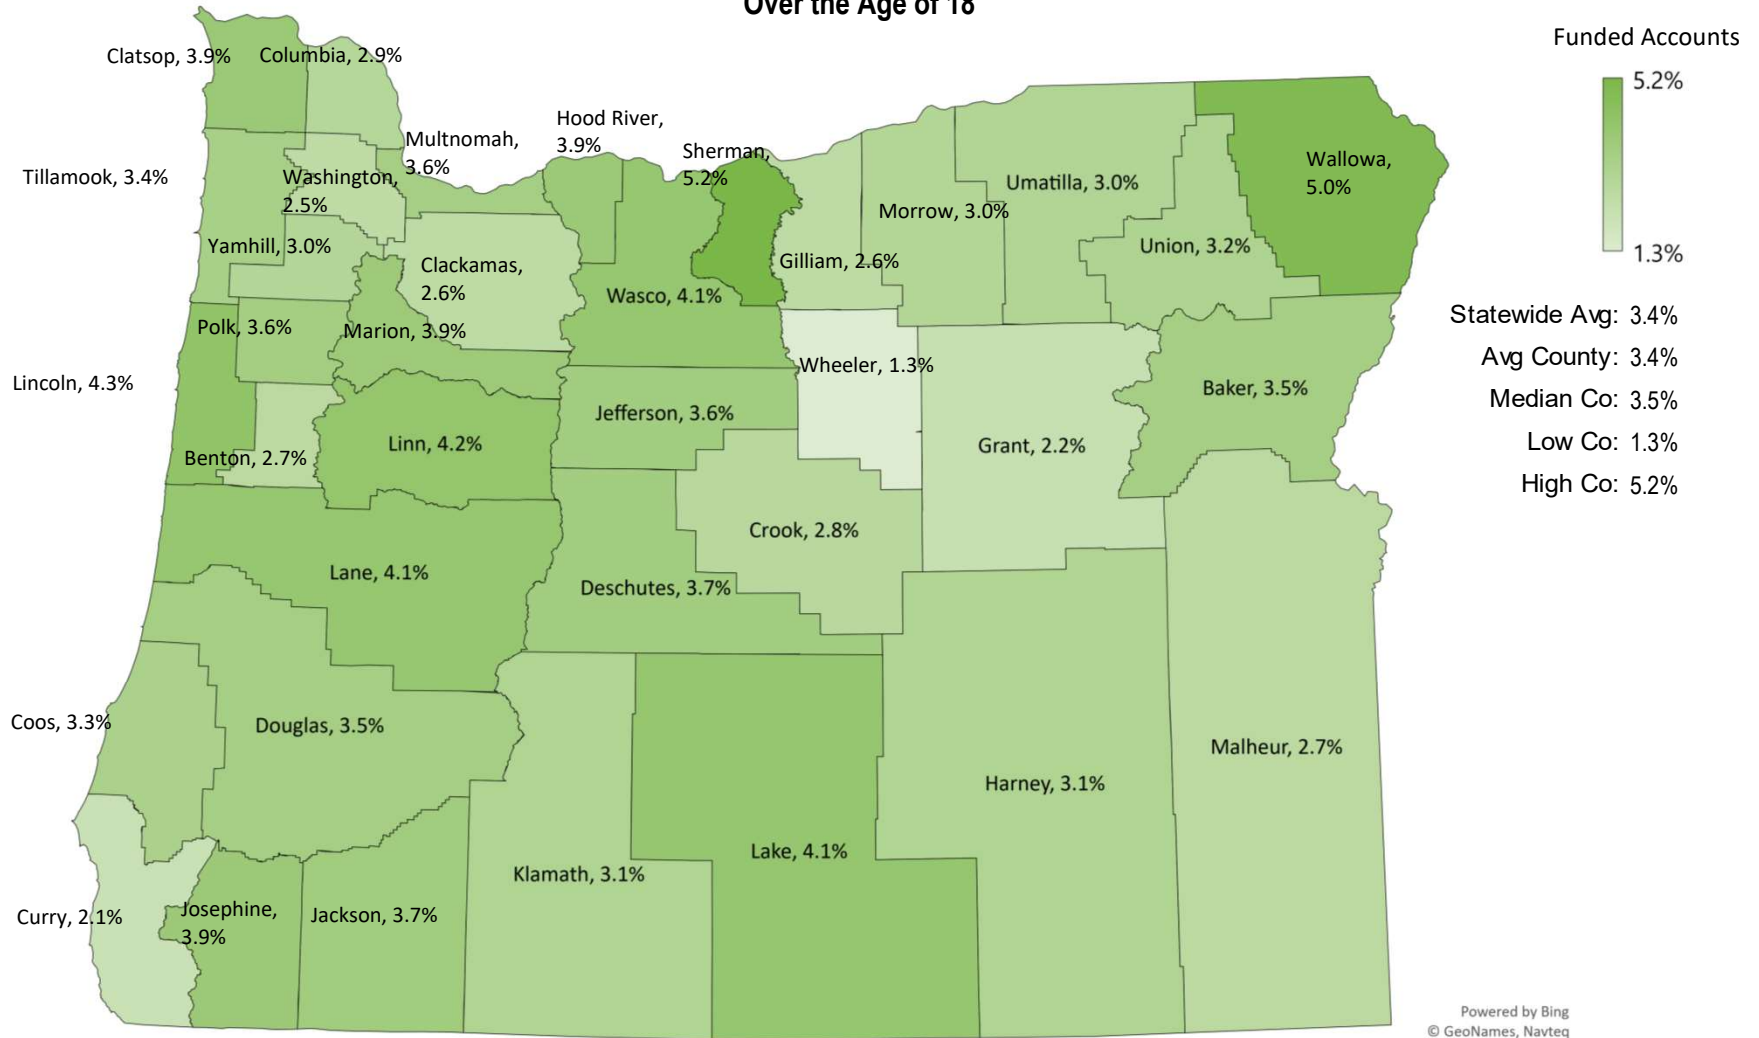 Over the Age of 18
Funded Accounts
5.2%
1.3%
Clatsop, 3.9%
Columbia, 2.9%
Hood River,
3.9%
Multnomah,
3.6%
Sherman,
5.2%
Wallowa,
5.0%
Tillamook, 3.4%
Washington,
2.5%
Umatilla, 3.0%
Morrow, 3.0%
Yamhill, 3.0%
Union, 3.2%
Gilliam, 2.6%
Clackamas,
2.6%
Wasco, 4.1%
Polk, 3.6%
Marion, 3.9%
Wheeler, 1.3%
Lincoln, 4.3%
Baker, 3.5%
Jefferson, 3.6%
Linn, 4.2%
Grant, 2.2%
Benton, 2.7%
Crook, 2.8%
Lane, 4.1%
Deschutes, 3.7%
Coos, 3.3%
Douglas, 3.5%
Malheur, 2.7%
Harney, 3.1%
Lake, 4.1%
Klamath, 3.1%
Curry, 2.1%
Josephine,
3.9%
Jackson, 3.7%
Statewide Avg: 3.4%
Avg County: 3.4%
Median Co: 3.5%
Low Co: 1.3%
High Co: 5.2%
Powered by Bing
© GeoNames, Navteq